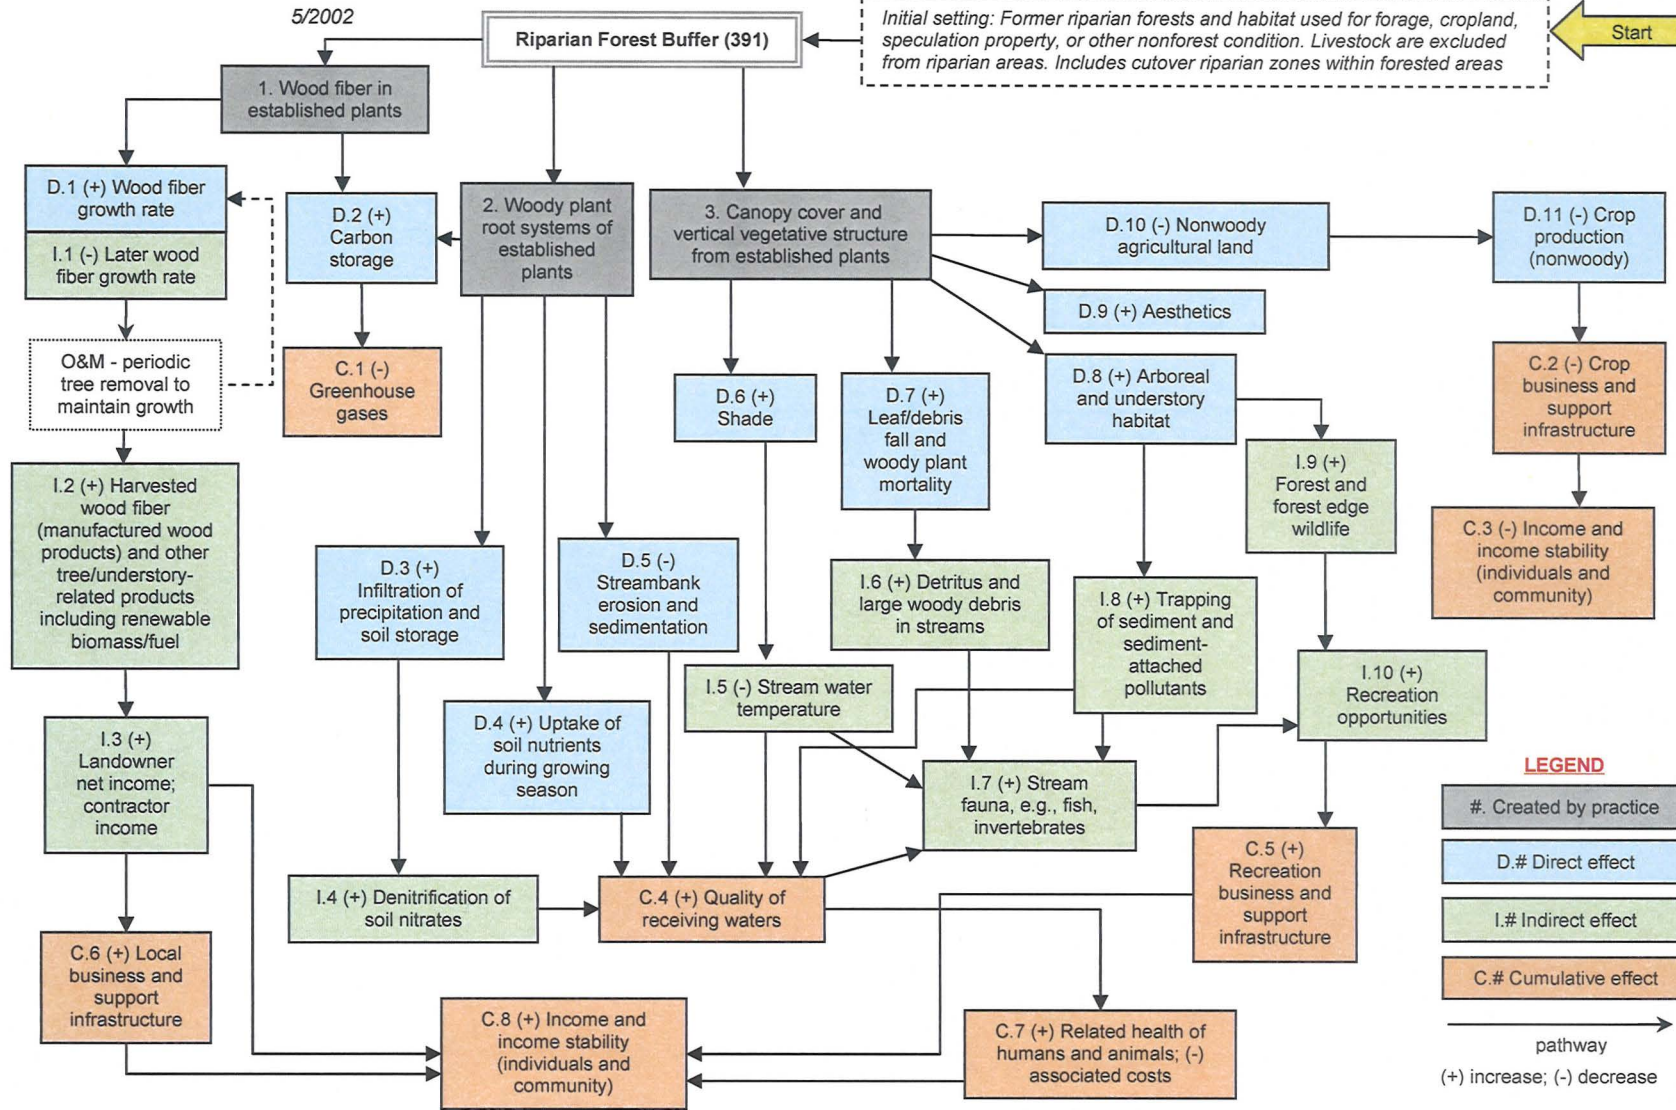 5/2002
Riparian Forest Buffer (391)
Initial setting: Former riparian forests and habitat used for forage, cropland,
speculation property, or other nonforest condition. Livestock are excluded
from riparian areas. Includes cutover riparian zones within forested areas
Start
1. Wood fiber in
established plants
D.1 (+) Wood fiber
growth rate
I.1 (-) Later wood
fiber growth rate
O&M - periodic
tree removal to
maintain growth
I.2 (+) Harvested
wood fiber
(manufactured wood
products) and other
tree/understory-
related products
including renewable
biomass/fuel
I.3 (+)
Landowner
net income;
contractor
income
C.6 (+) Local
business and
support
infrastructure
D.2 (+)
Carbon
storage
C.1 (-)
Greenhouse
gases
2. Woody plant
root systems of
established
plants
D.3 (+)
Infiltration of
precipitation and
soil storage
I.4 (+) Denitrification of
soil nitrates
D.4 (+) Uptake of
soil nutrients
during growing
season
D.5 (-)
Streambank
erosion and
sedimentation
3. Canopy cover and
vertical vegetative structure
from established plants
D.6 (+)
Shade
I.5 (-) Stream water
temperature
D.7 (+)
Leaf/debris
fall and
woody plant
mortality
I.6 (+) Detritus and
large woody debris
in streams
I.7 (+) Stream
fauna, e.g., fish,
invertebrates
D.8 (+) Arboreal
and understory
habitat
I.8 (+) Trapping
of sediment and
sediment-
attached
pollutants
I.9 (+)
Forest and
forest edge
wildlife
I.10 (+)
Recreation
opportunities
D.9 (+) Aesthetics
D.10 (-) Nonwoody
agricultural land
D.11 (-) Crop
production
(nonwoody)
C.2 (-) Crop
business and
support
infrastructure
C.3 (-) Income and
income stability
(individuals and
community)
C.4 (+) Quality of
receiving waters
C.5 (+)
Recreation
business and
support
infrastructure
C.7 (+) Related health of
humans and animals; (-)
associated costs
C.8 (+) Income and
income stability
(individuals and
community)
LEGEND
#. Created by practice
D.# Direct effect
I.# Indirect effect
C.# Cumulative effect
pathway
(+) increase; (-) decrease